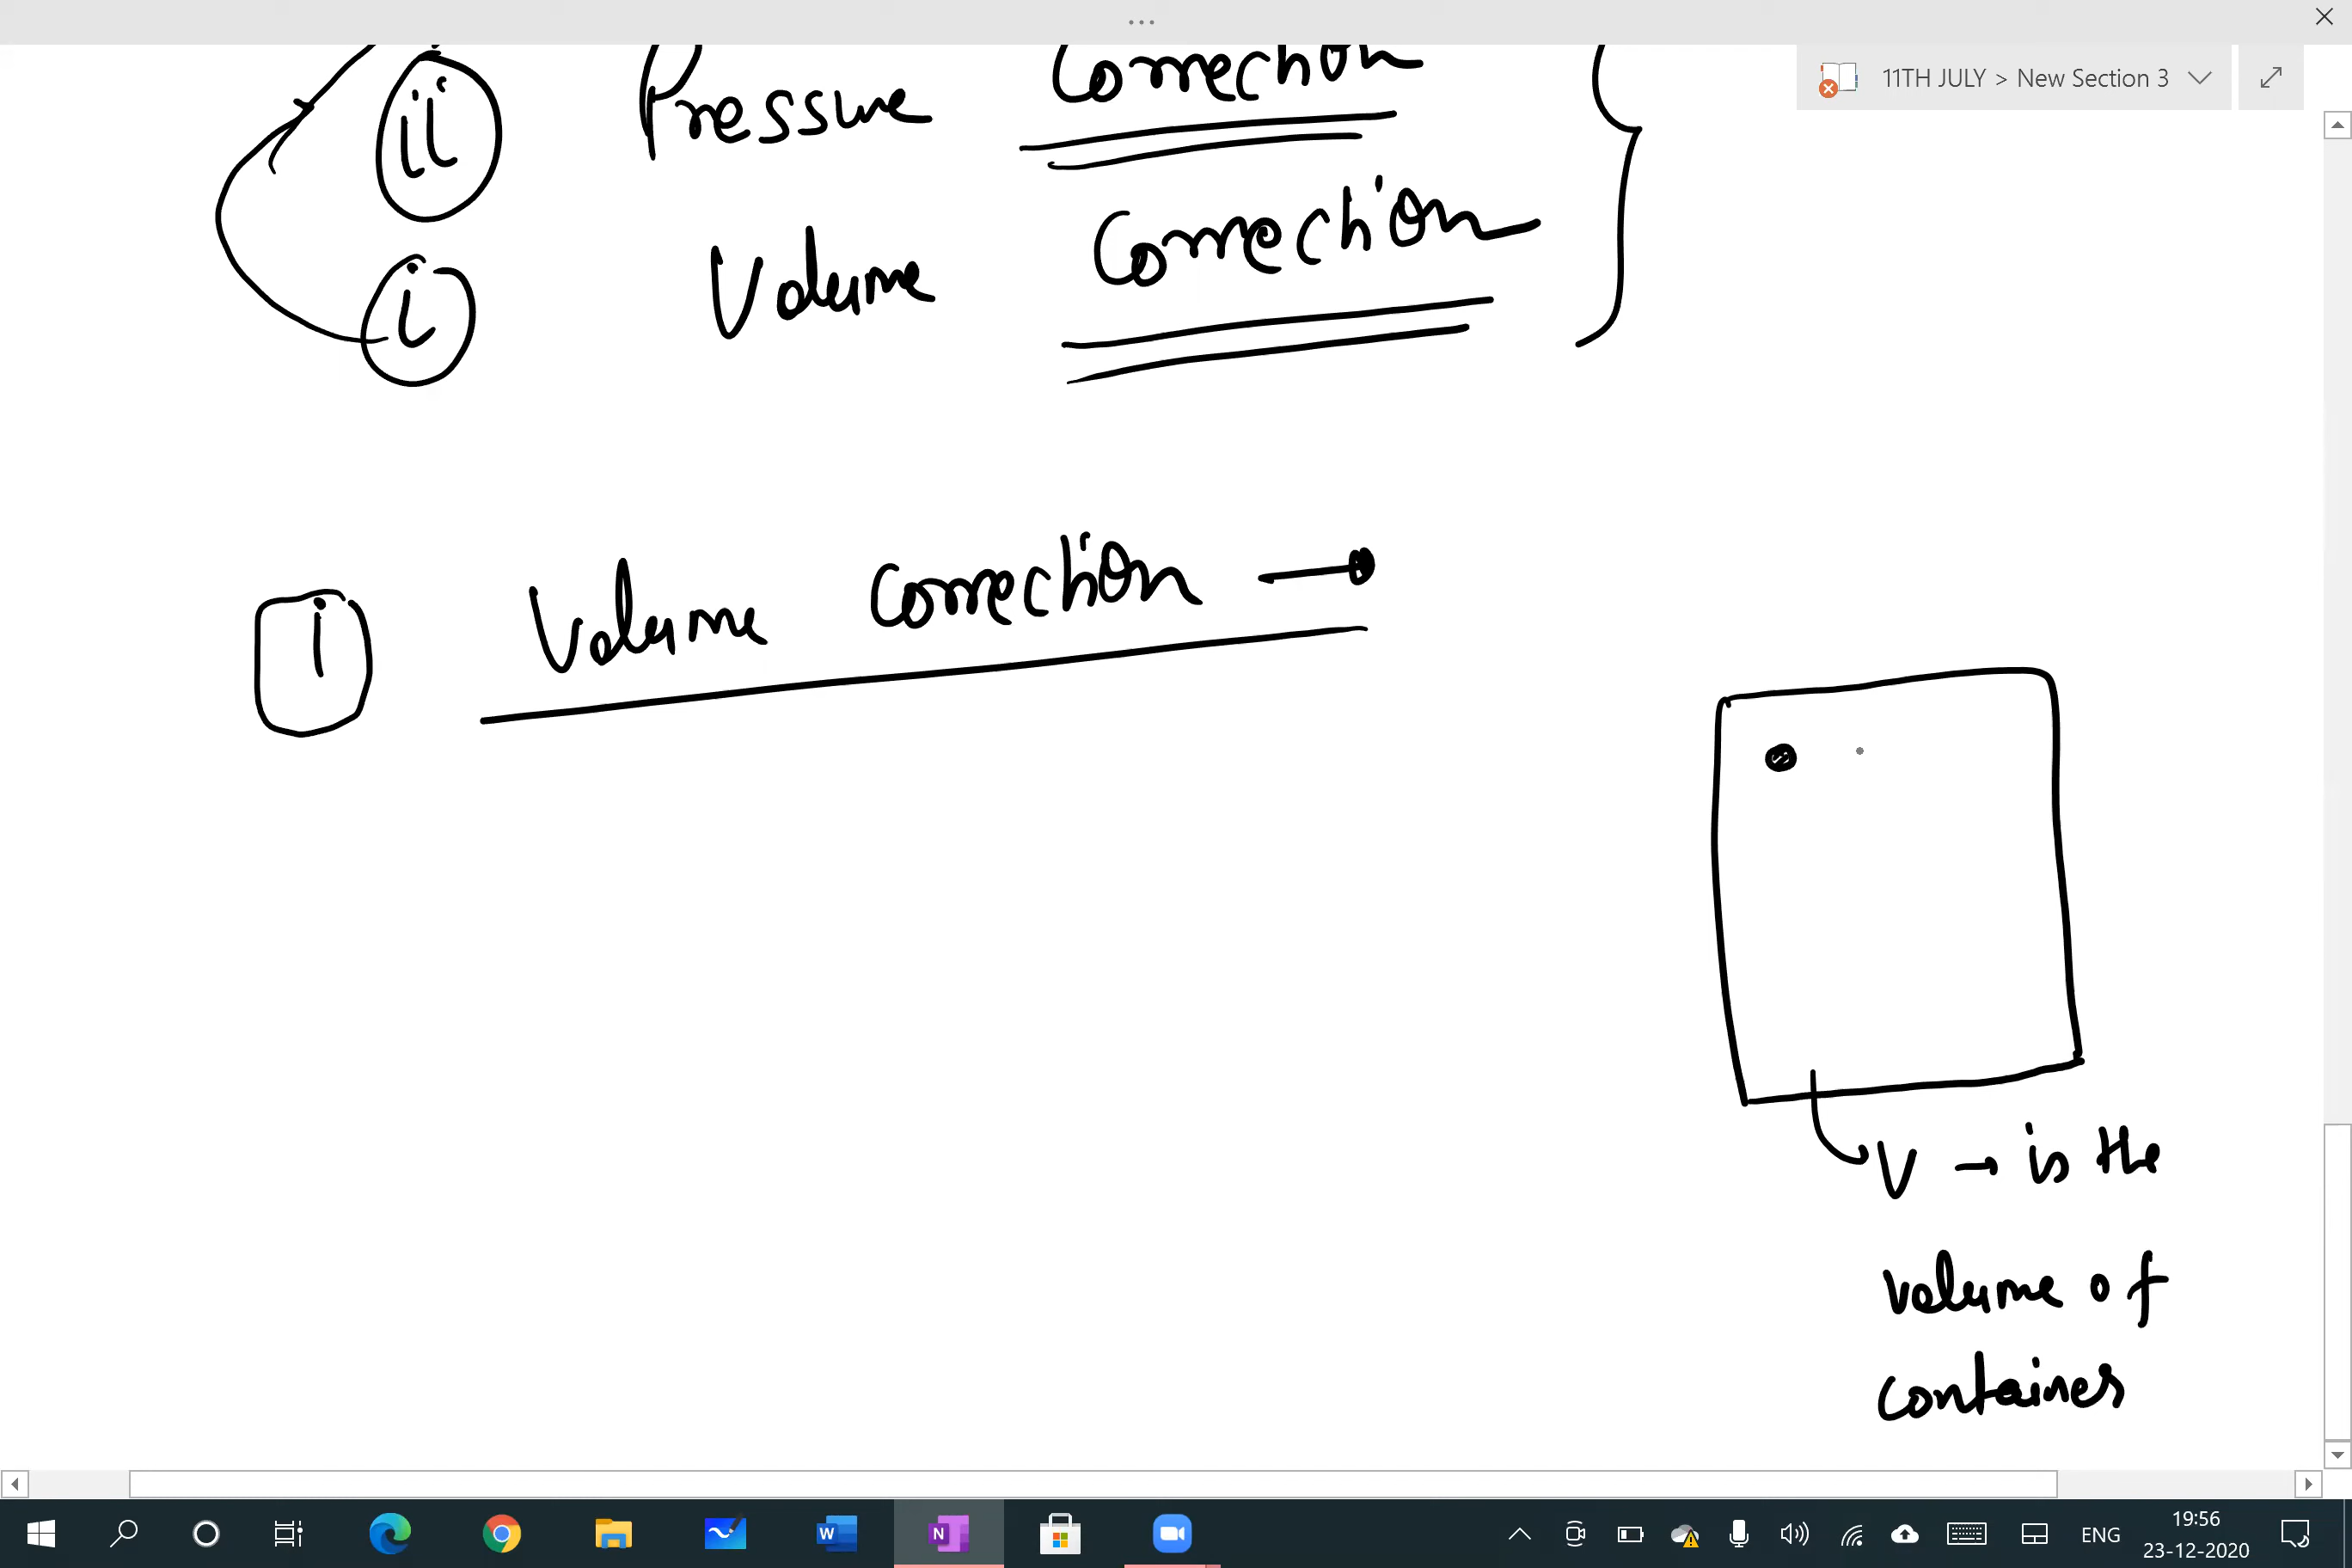 11TH JULY > New Section 3
ii Pressure Correction
i Volume Correction
i Volume Correction →
V → is the
volume of
container
ENG
19:56
23-12-2020